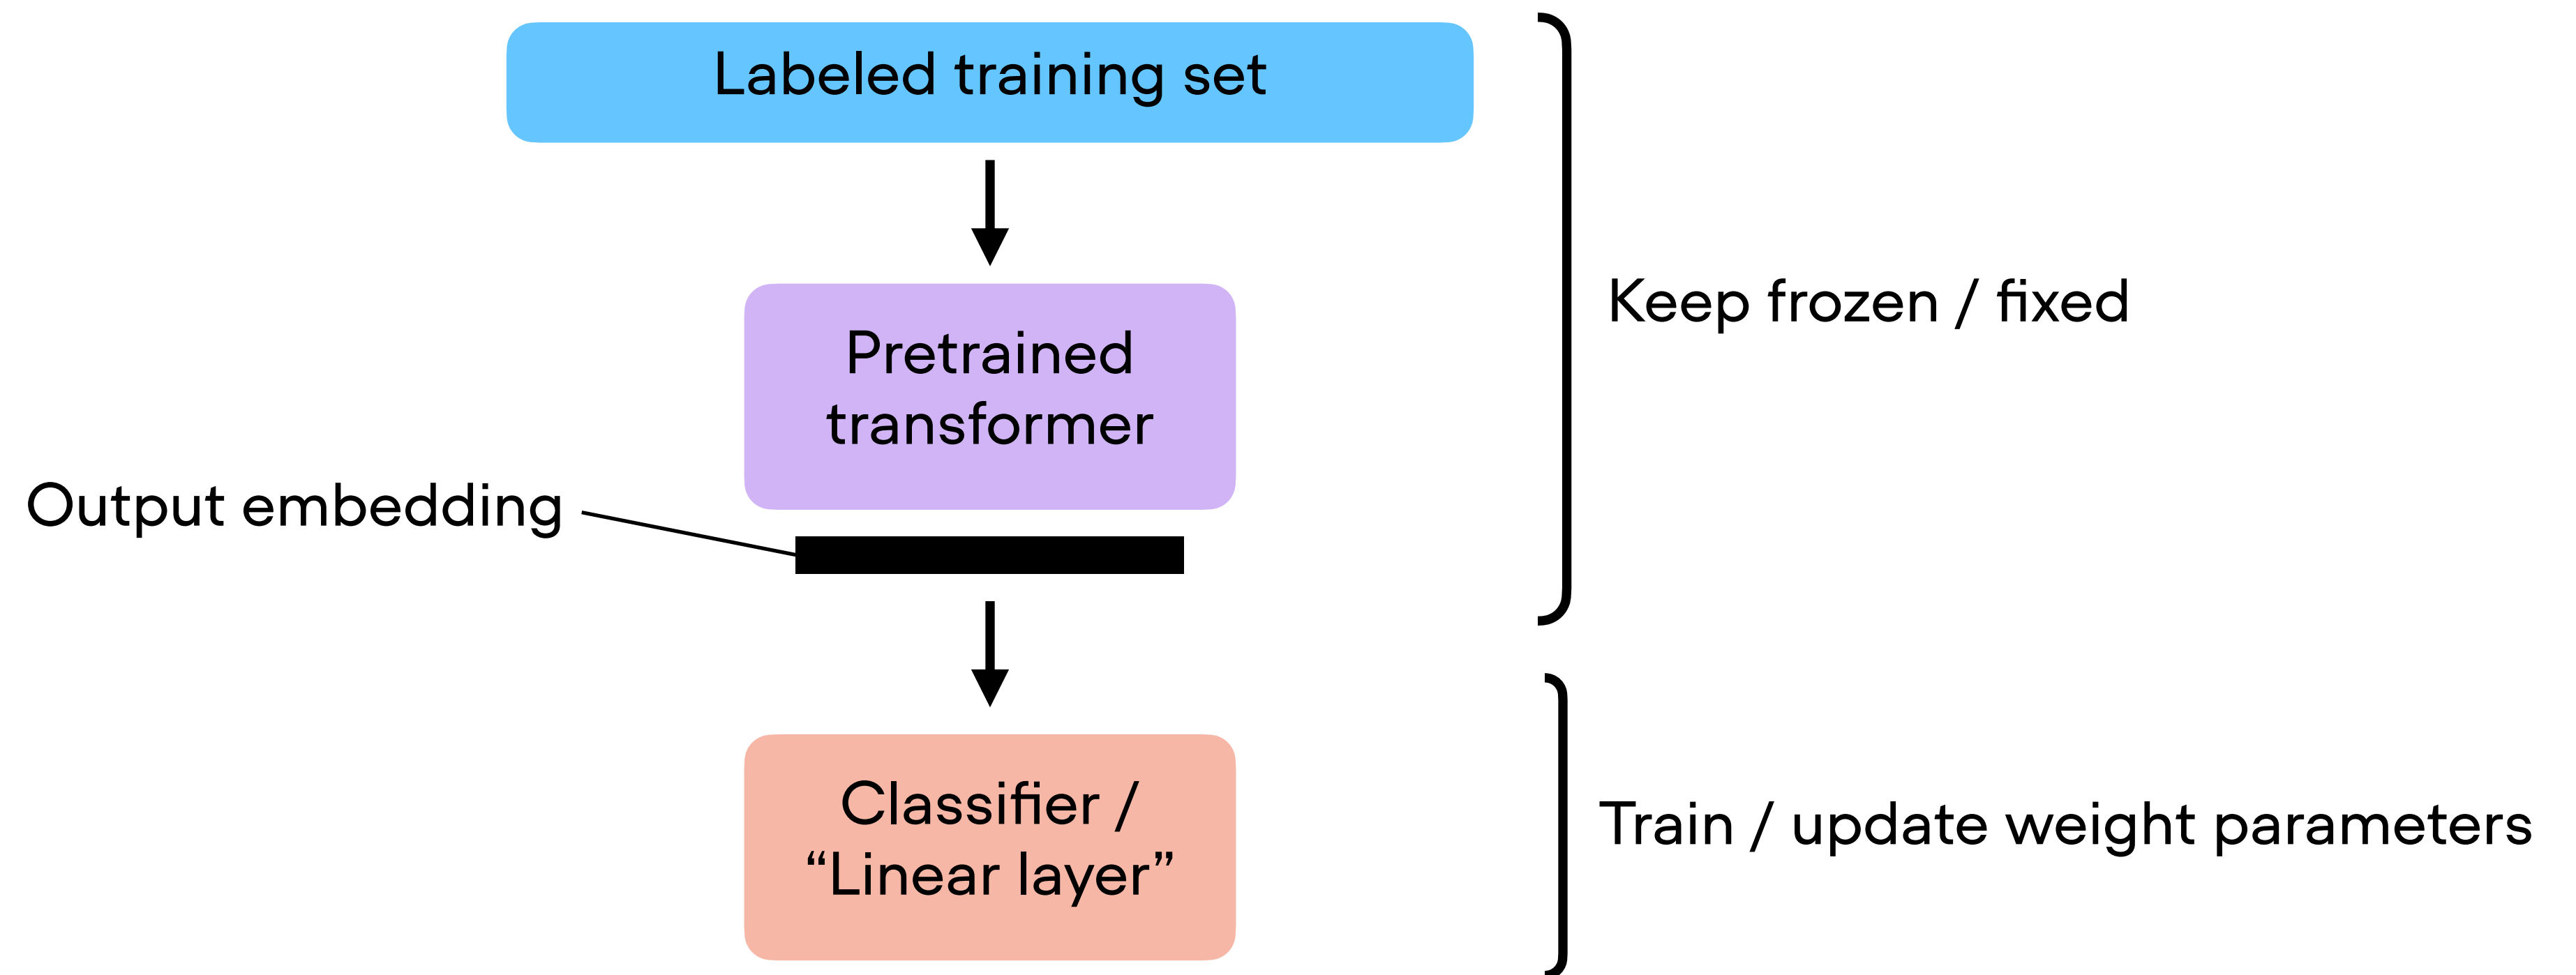 Labeled training set
Keep frozen / fixed
Pretrained
transformer
Output embedding
Classifier /
“Linear layer”
Train / update weight parameters